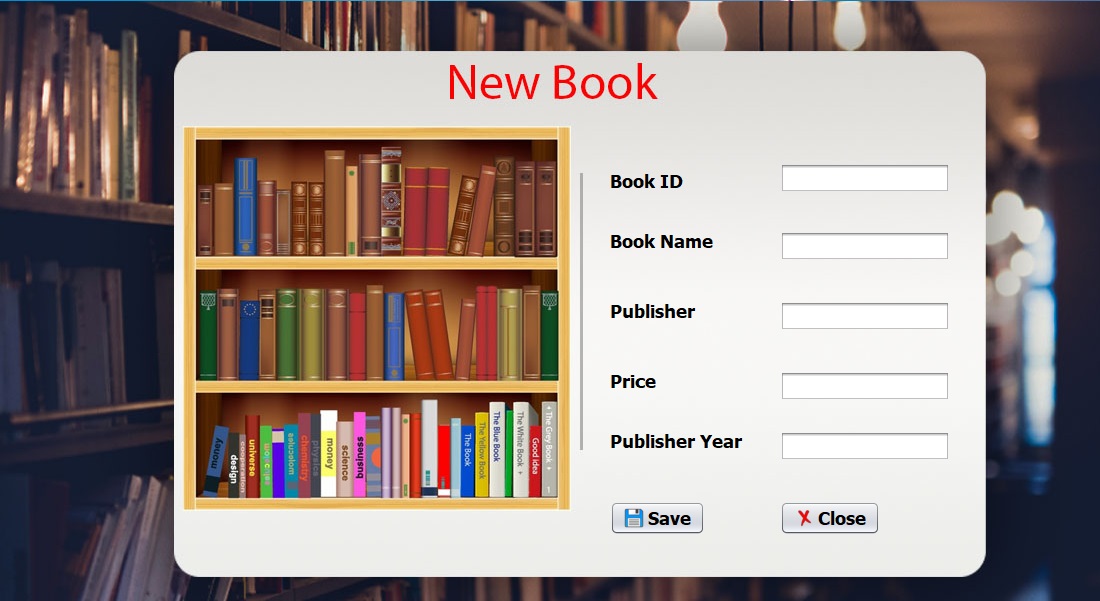 New Book
Book ID
Book Name
Publisher
Price
Publisher Year
Save
Close
money
design
cooperation
universe
chemistry
physics
money
science
business
The Book
The Yellow Book
The Blue Book
The White Book +
Good idea
+ The Grey Book +